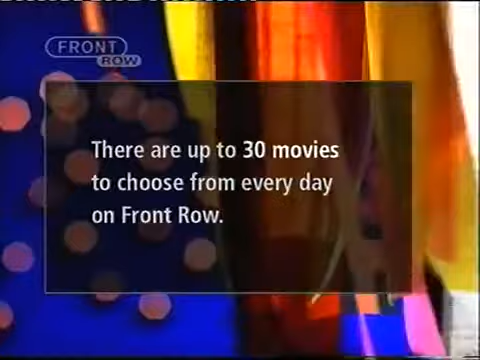 FRONT
ROW
There are up to 30 movies
to choose from every day
on Front Row.